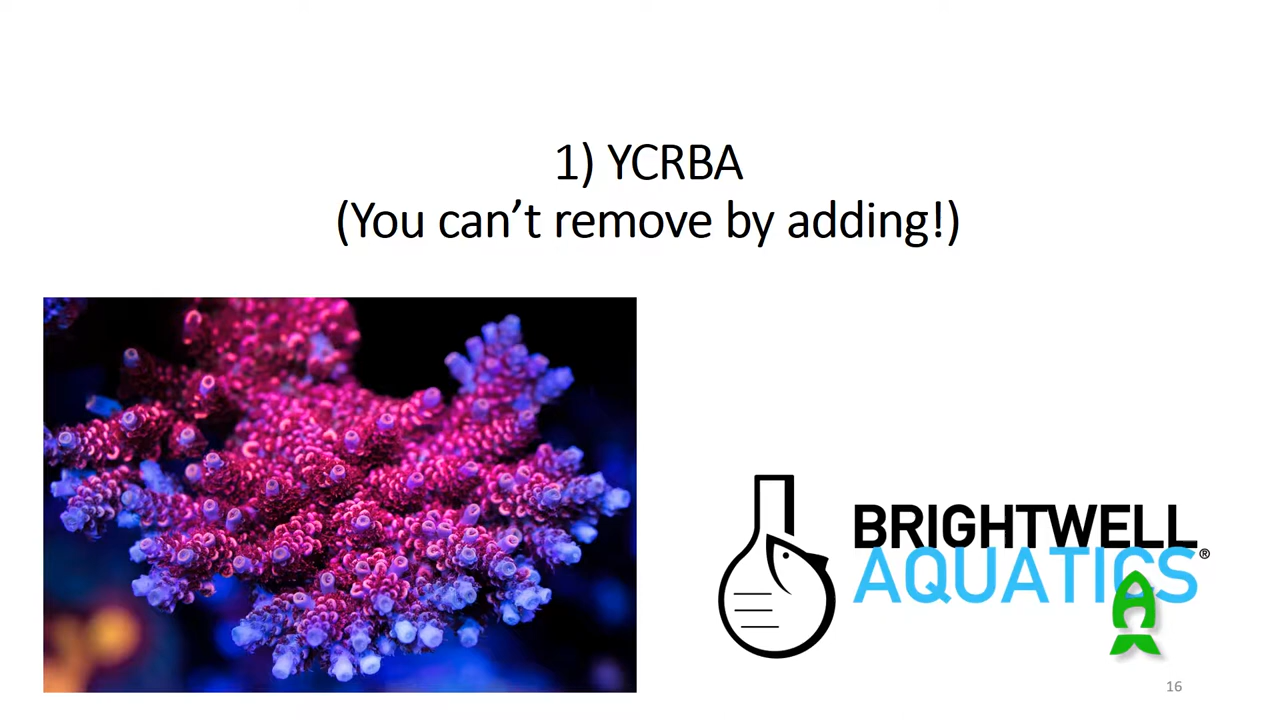 1) YCRBA
(You can’t remove by adding!)
BRIGHTWELL
AQUATICS®
16